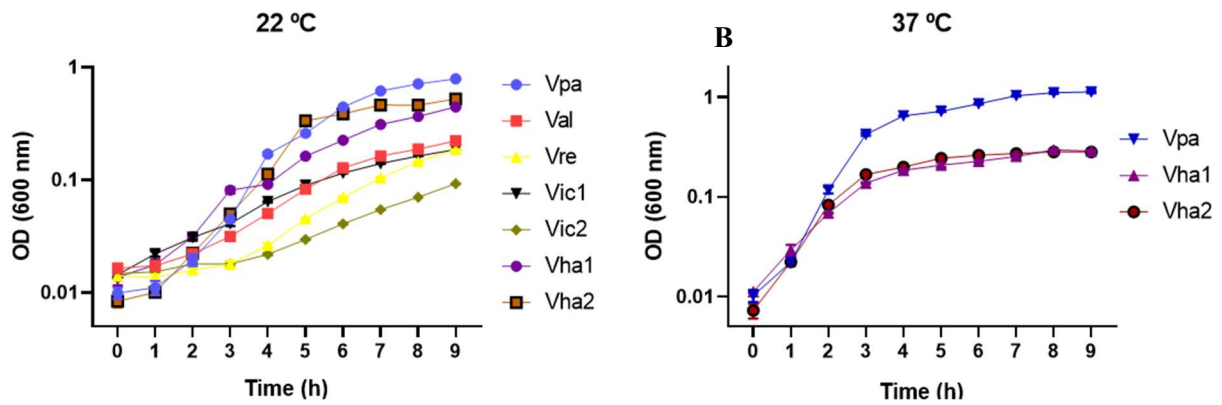 22 ºC
OD (600 nm)
1
0.1
0.01
0 1 2 3 4 5 6 7 8 9
Time (h)
Vpa
Val
Vre
Vic1
Vic2
Vha1
Vha2
B
37 ºC
OD (600 nm)
1
0.1
0.01
0 1 2 3 4 5 6 7 8 9
Time (h)
Vpa
Vha1
Vha2